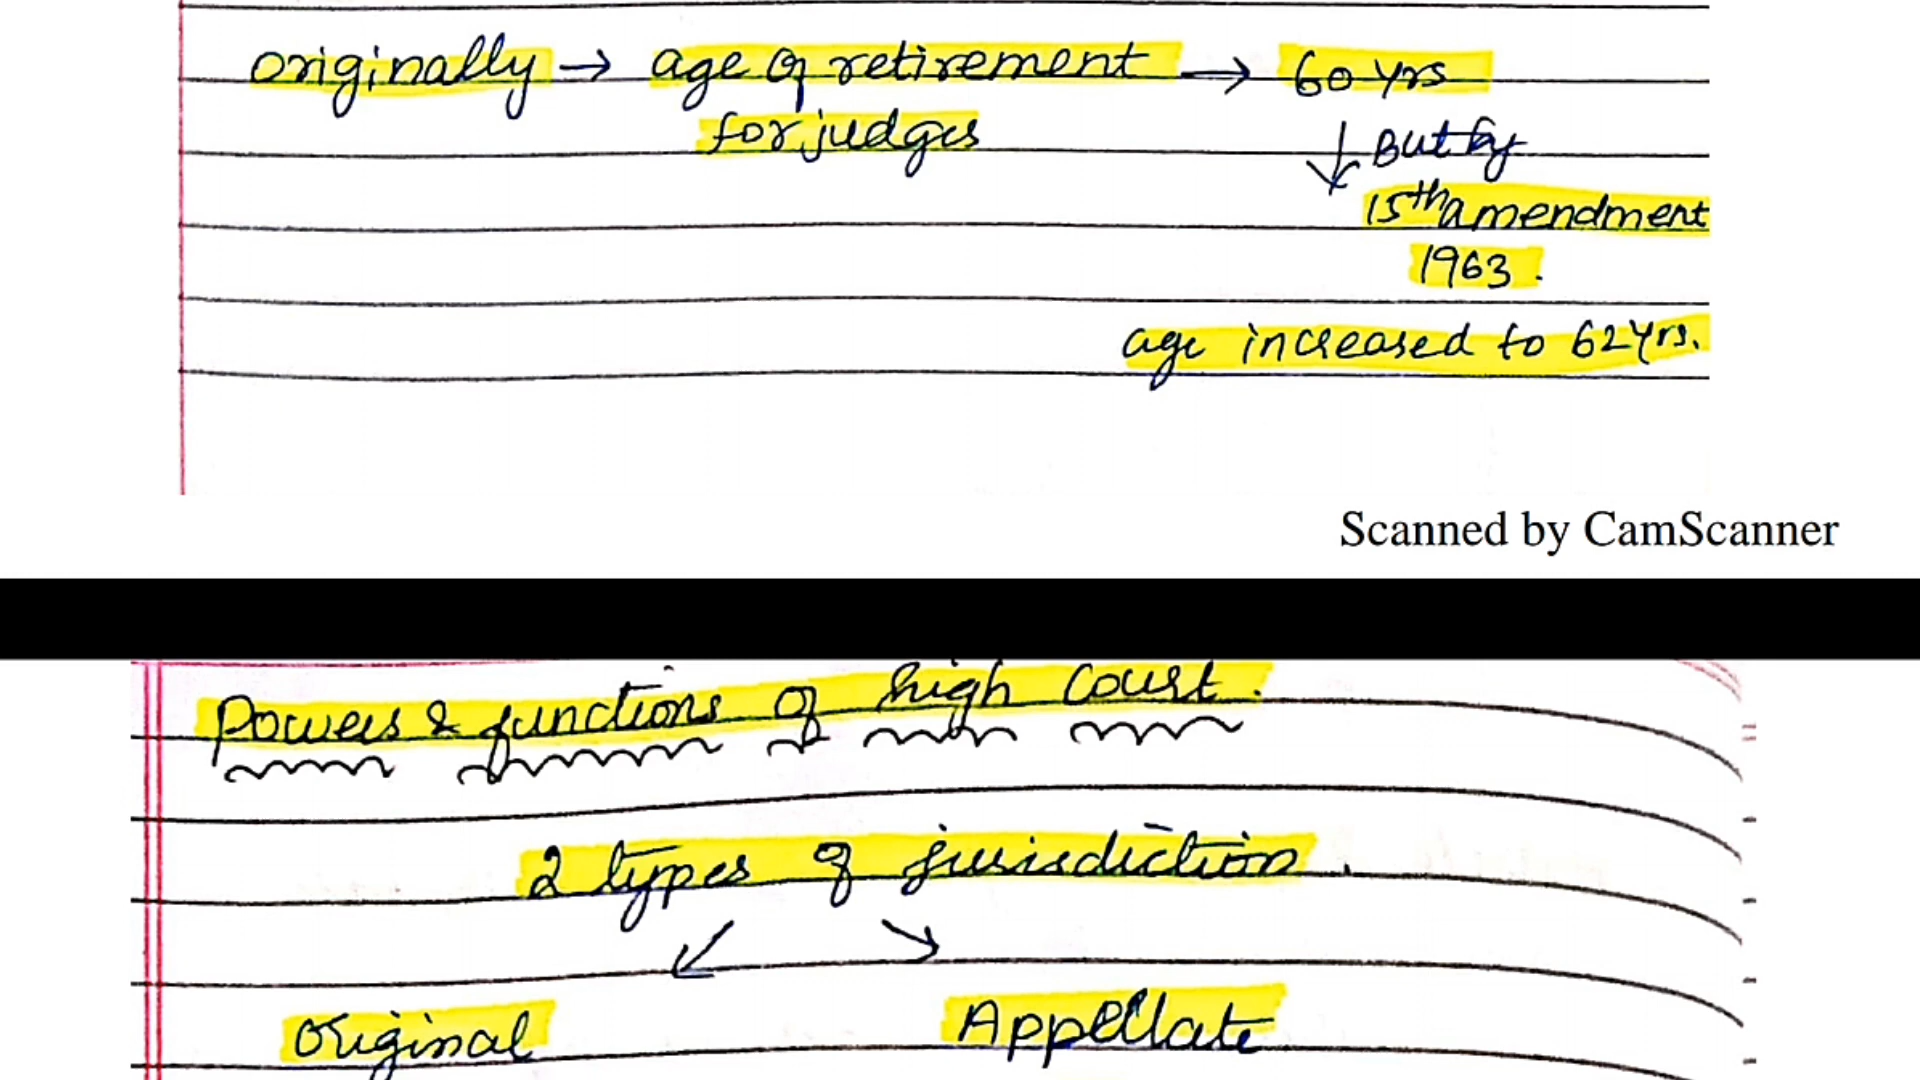 originally → age of retirement → 60 yrs
for judges ↓ But by
15th amendment
1963.
age increased to 62 yrs.
Scanned by CamScanner
Powers & functions of high Court.
2 types of jurisdiction.
↙ ↘
Original Appellate